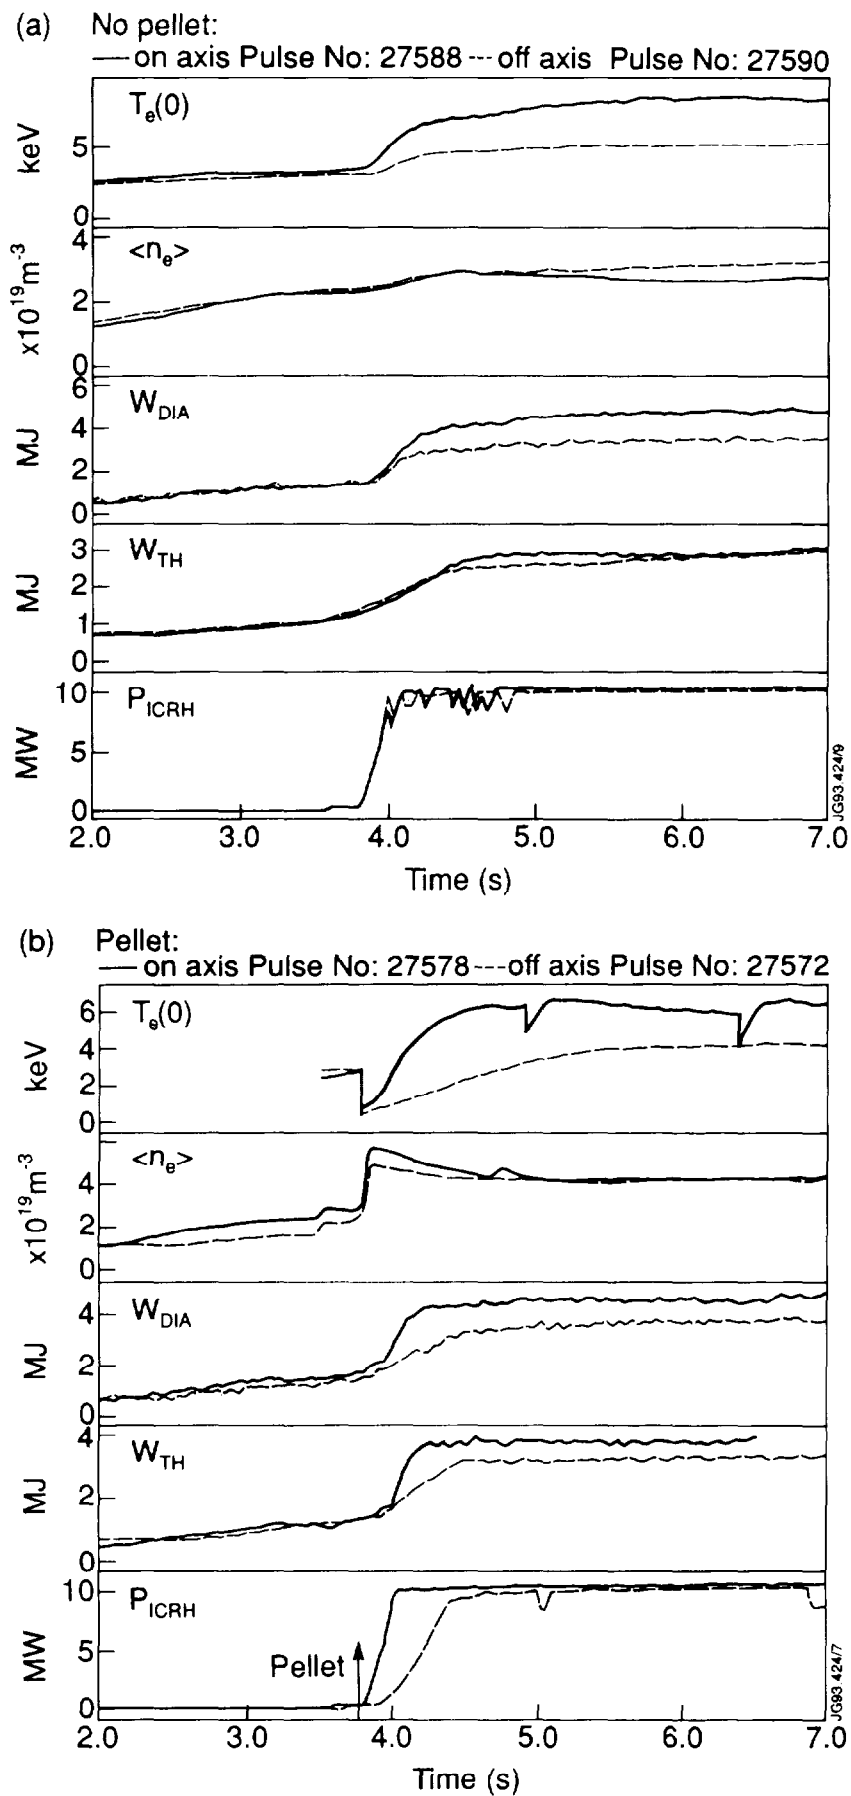 (a) No pellet:
— on axis Pulse No: 27588 --- off axis Pulse No: 27590
Te(0)
keV
5
0
<ne>
x10^19 m^-3
4
2
0
WDIA
MJ
6
4
2
0
WTH
MJ
3
2
1
0
PICRH
MW
10
5
0
2.0 3.0 4.0 5.0 6.0 7.0
Time (s)
JG93.424/9
(b) Pellet:
— on axis Pulse No: 27578 --- off axis Pulse No: 27572
Te(0)
keV
6
4
2
0
<ne>
x10^19 m^-3
4
2
0
WDIA
MJ
4
2
0
WTH
MJ
4
2
0
PICRH
MW
10
5
0
Pellet
2.0 3.0 4.0 5.0 6.0 7.0
Time (s)
JG93.424/7